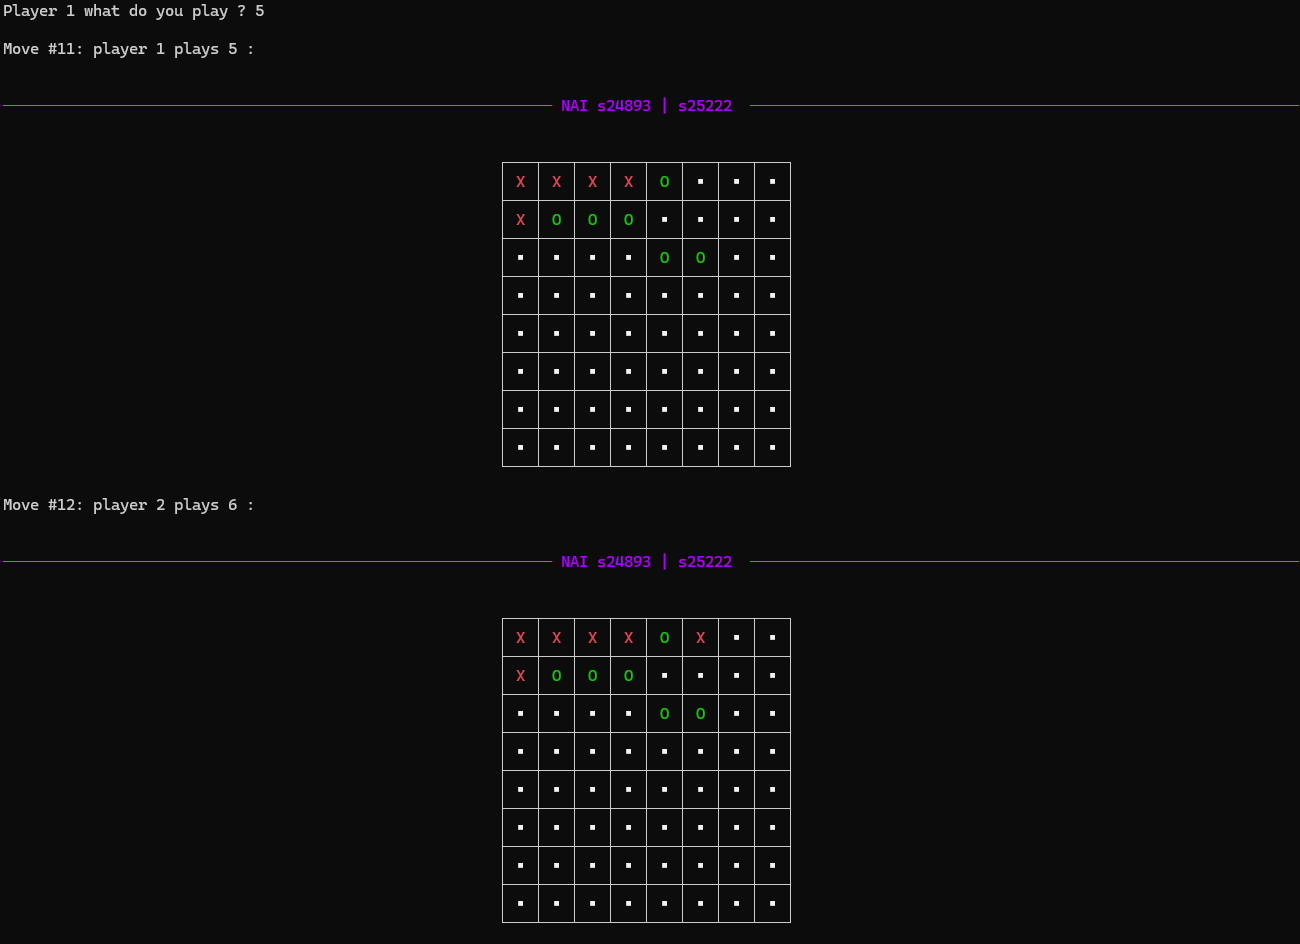 Player 1 what do you play ? 5
Move #11: player 1 plays 5 :
NAI s24893 | s25222
X X X X O . . .
X O O O . . . .
. . . . O O . .
. . . . . . . .
. . . . . . . .
. . . . . . . .
. . . . . . . .
. . . . . . . .
Move #12: player 2 plays 6 :
NAI s24893 | s25222
X X X X O X . .
X O O O . . . .
. . . . O O . .
. . . . . . . .
. . . . . . . .
. . . . . . . .
. . . . . . . .
. . . . . . . .